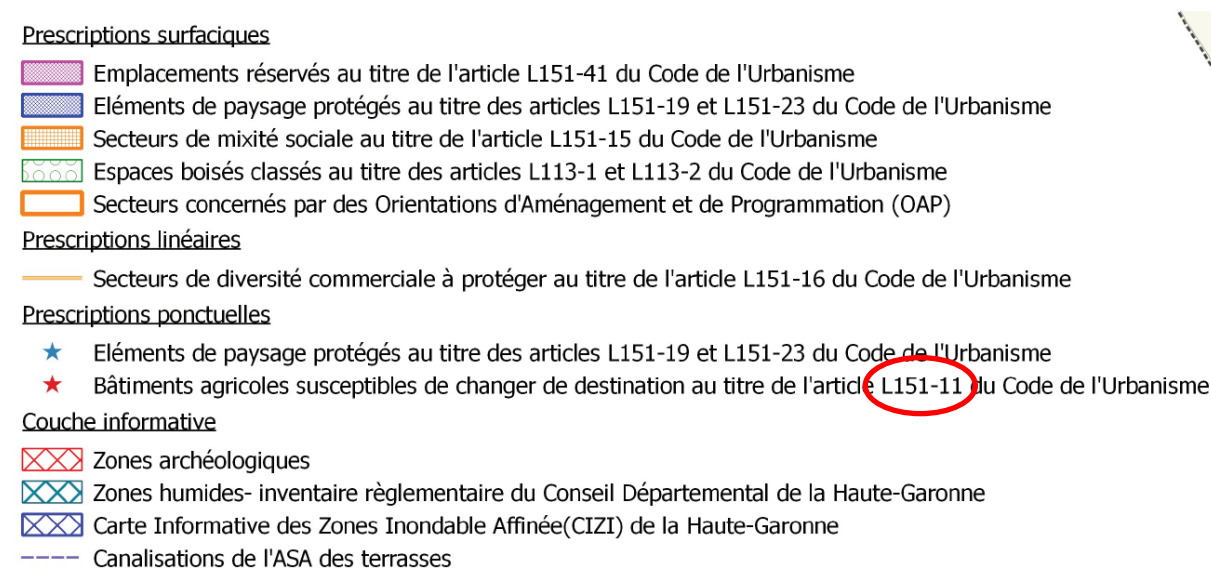 Prescriptions surfaciques
Emplacements réservés au titre de l'article L151-41 du Code de l'Urbanisme
Eléments de paysage protégés au titre des articles L151-19 et L151-23 du Code de l'Urbanisme
Secteurs de mixité sociale au titre de l'article L151-15 du Code de l'Urbanisme
Espaces boisés classés au titre des articles L113-1 et L113-2 du Code de l'Urbanisme
Secteurs concernés par des Orientations d'Aménagement et de Programmation (OAP)
Prescriptions linéaires
Secteurs de diversité commerciale à protéger au titre de l'article L151-16 du Code de l'Urbanisme
Prescriptions ponctuelles
Eléments de paysage protégés au titre des articles L151-19 et L151-23 du Code de l'Urbanisme
Bâtiments agricoles susceptibles de changer de destination au titre de l'article L151-11 du Code de l'Urbanisme
Couche informative
Zones archéologiques
Zones humides- inventaire règlementaire du Conseil Départemental de la Haute-Garonne
Carte Informative des Zones Inondable Affinée(CIZI) de la Haute-Garonne
Canalisations de l'ASA des terrasses